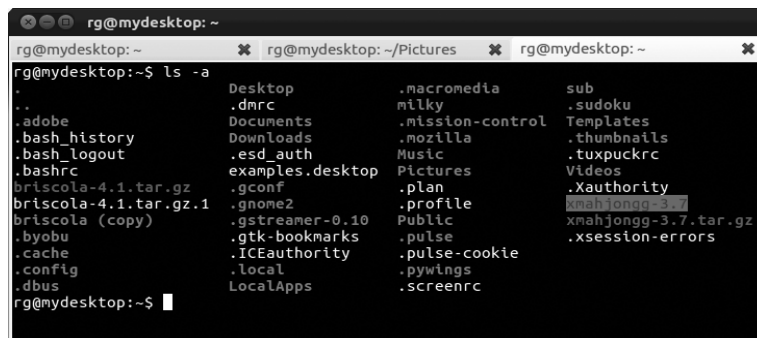 rg@mydesktop: ~
rg@mydesktop: ~ ✖ rg@mydesktop: ~/Pictures ✖ rg@mydesktop: ~ ✖
rg@mydesktop:~$ ls -a
. Desktop .macromedia sub
.. .dmrc milky .sudoku
.adobe Documents .mission-control Templates
.bash_history Downloads .mozilla .thumbnails
.bash_logout .esd_auth Music .tuxpuckrc
.bashrc examples.desktop Pictures Videos
briscola-4.1.tar.gz .gconf .plan .Xauthority
briscola-4.1.tar.gz.1 .gnome2 .profile xmahjongg-3.7
briscola (copy) .gstreamer-0.10 Public xmahjongg-3.7.tar.gz
.byobu .gtk-bookmarks .pulse .xsession-errors
.cache .ICEauthority .pulse-cookie
.config .local .pywings
.dbus LocalApps .screenrc
rg@mydesktop:~$